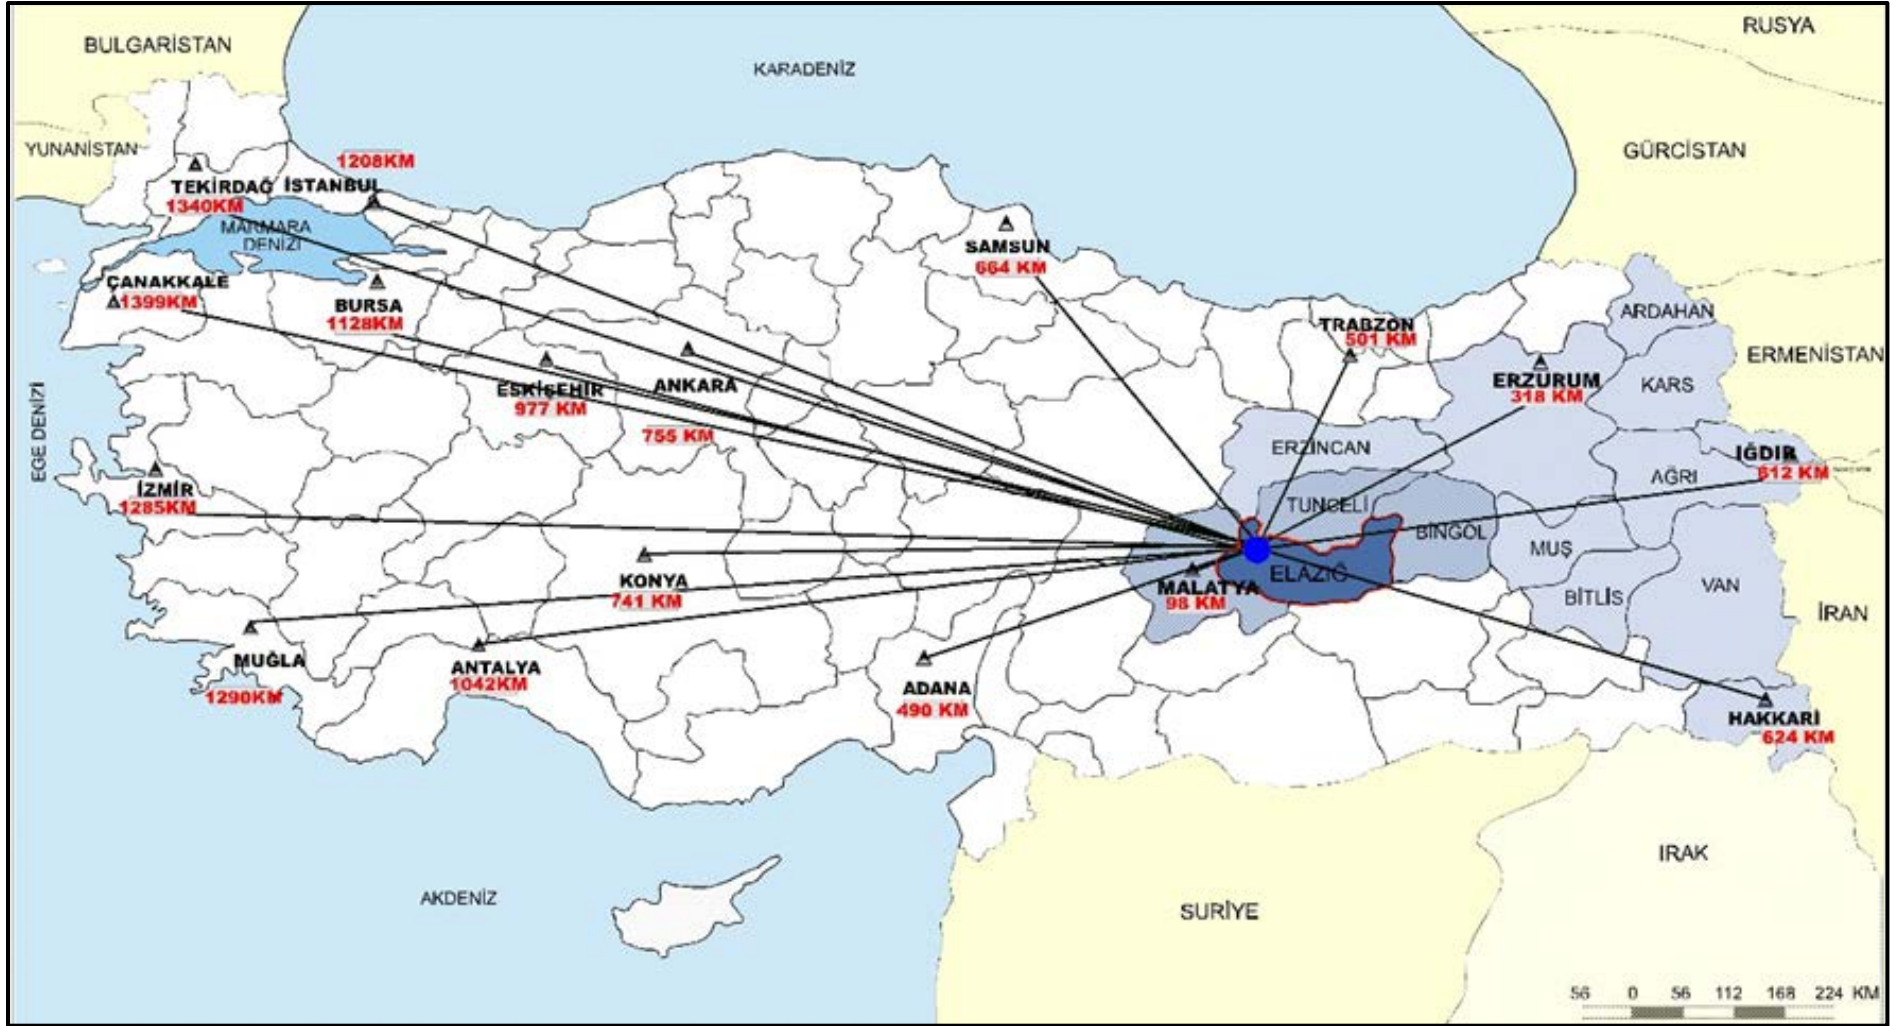 RUSYA
BULGARİSTAN
KARADENİZ
YUNANİSTAN
GÜRCİSTAN
1208KM
TEKİRDAĞ
İSTANBUL
1340KM
MARMARA
DENİZİ
SAMSUN
664 KM
ÇANAKKALE
1399KM
BURSA
1128KM
ARDAHAN
TRABZON
501 KM
ERMENİSTAN
ESKİŞEHİR
977 KM
ANKARA
755 KM
ERZURUM
318 KM
KARS
EGE DENİZİ
ERZİNCAN
IĞDIR
612 KM
AĞRI
İZMİR
1285KM
TUNCELİ
BİNGÖL
MUŞ
KONYA
741 KM
MALATYA
98 KM
ELAZIĞ
BİTLİS
VAN
İRAN
MUĞLA
1290KM
ANTALYA
1042KM
ADANA
490 KM
HAKKARİ
624 KM
IRAK
AKDENİZ
SURİYE
56 0 56 112 168 224 KM